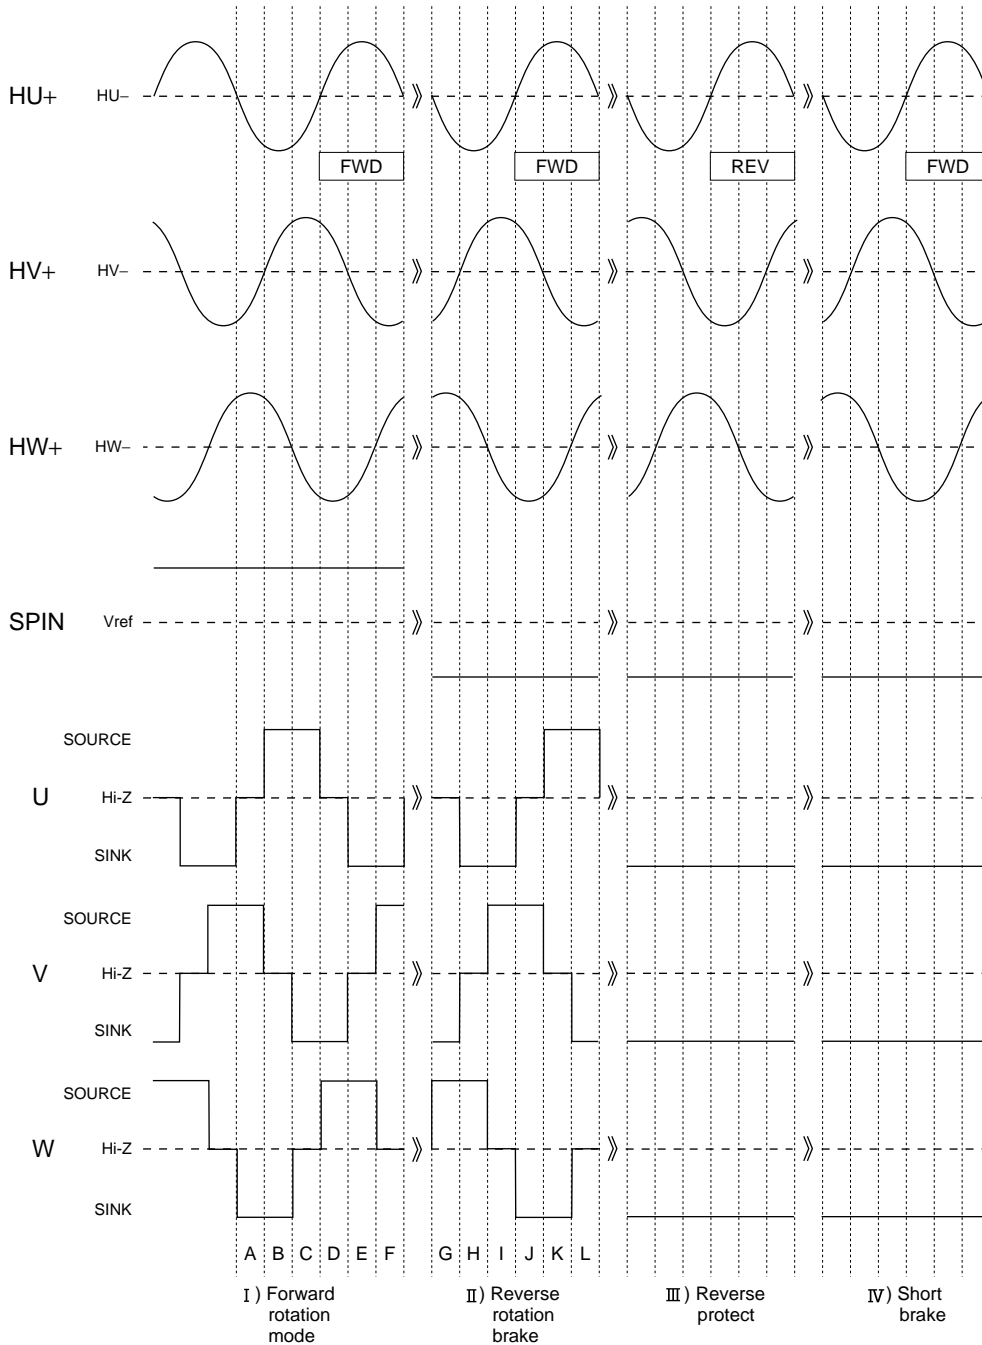 HU+ HU–
FWD FWD REV FWD
HV+ HV–
HW+ HW–
SPIN Vref
SOURCE
U Hi-Z
SINK
SOURCE
V Hi-Z
SINK
SOURCE
W Hi-Z
SINK
A B C D E F G H I J K L
Ⅰ) Forward
rotation
mode
Ⅱ) Reverse
rotation
brake
Ⅲ) Reverse
protect
Ⅳ) Short
brake